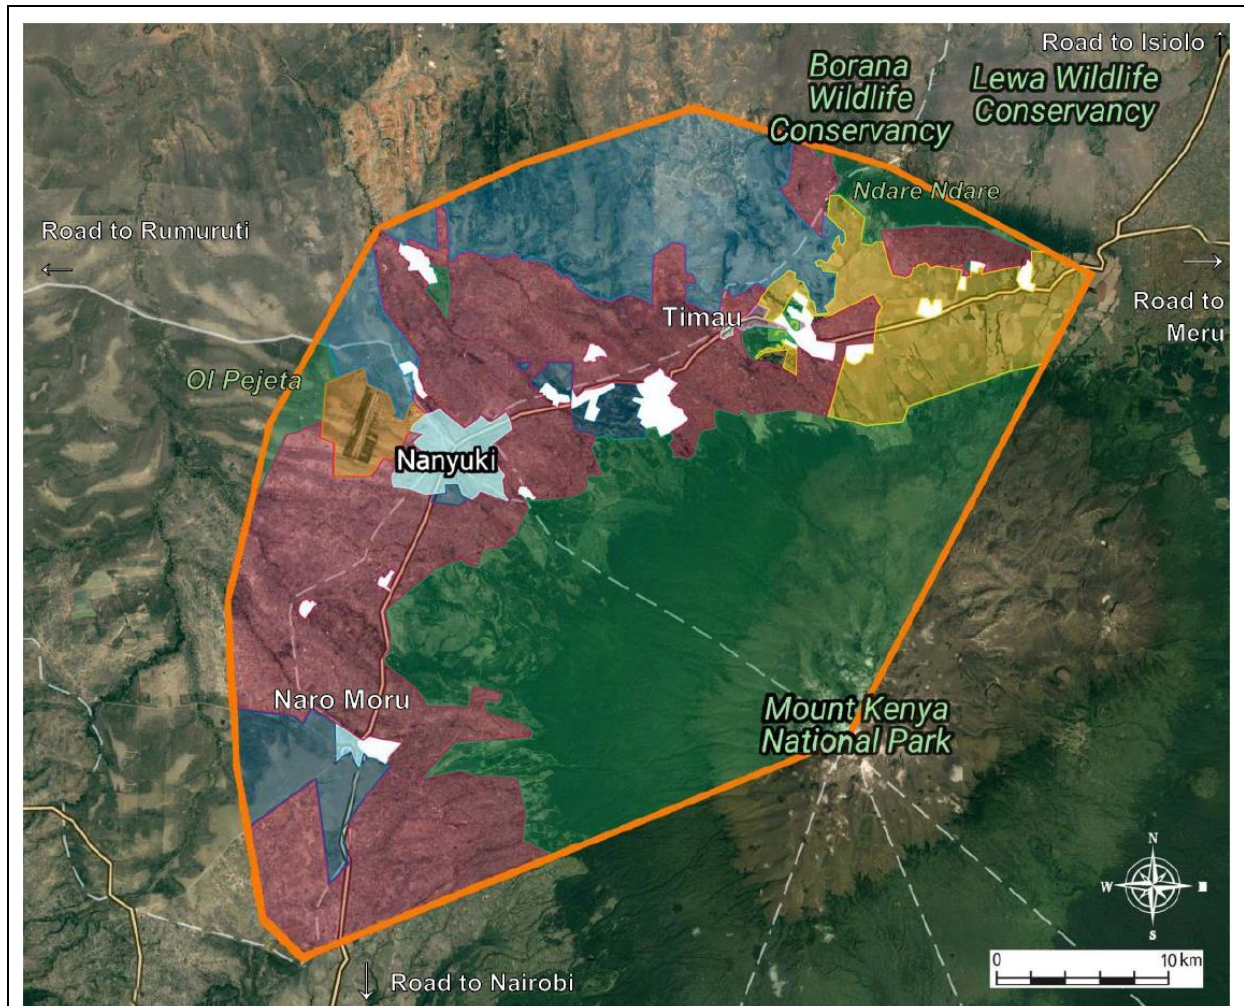 Road to Isiolo
Borana
Wildlife
Conservancy
Lewa Wildlife
Conservancy
Ndare Ndare
Road to Rumuruti
Road to
Meru
Timau
Ol Pejeta
Nanyuki
Naro Moru
Mount Kenya
National Park
N
W
S
0
10 km
Road to Nairobi